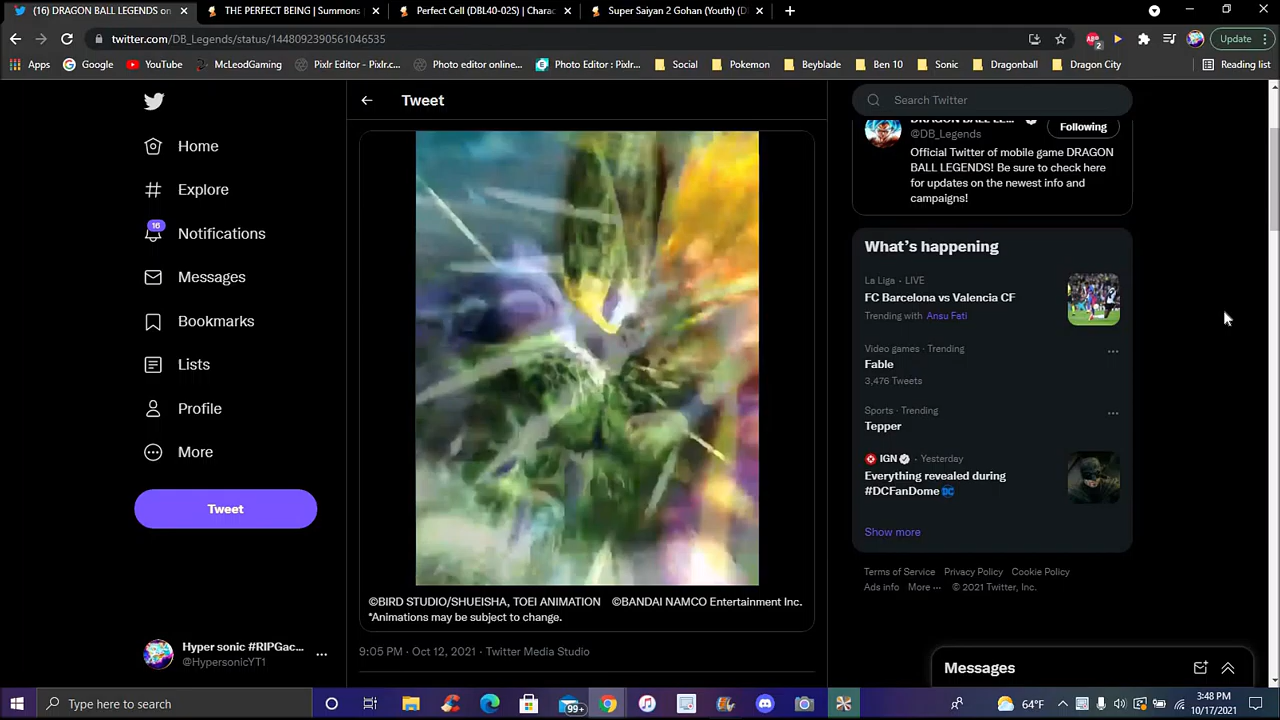 (16) DRAGON BALL LEGENDS on
THE PERFECT BEING | Summons
Perfect Cell (DBL40-02S) | Charac
Super Saiyan 2 Gohan (Youth) (D
twitter.com/DB_Legends/status/1448092390561046535
ABP
2
Update
Apps
Google
YouTube
McLeodGaming
Pixlr Editor - Pixlr.c...
Photo editor online...
Photo Editor : Pixlr...
Social
Pokemon
Beyblade
Ben 10
Sonic
Dragonball
Dragon City
Reading list
Tweet
Search Twitter
Home
Explore
16
Notifications
Messages
Bookmarks
Lists
Profile
More
Tweet
Hyper sonic #RIPGac...
@HypersonicYT1
©BIRD STUDIO/SHUEISHA, TOEI ANIMATION ©BANDAI NAMCO Entertainment Inc.
*Animations may be subject to change.
9:05 PM · Oct 12, 2021 · Twitter Media Studio
DRAGON BALL LE...
@DB_Legends
Following
Official Twitter of mobile game DRAGON
BALL LEGENDS! Be sure to check here
for updates on the newest info and
campaigns!
What's happening
La Liga · LIVE
FC Barcelona vs Valencia CF
Trending with Ansu Fati
Video games · Trending
Fable
3,476 Tweets
Sports · Trending
Tepper
IGN · Yesterday
Everything revealed during
#DCFanDome
Show more
Terms of Service Privacy Policy Cookie Policy
Ads info More ··· © 2021 Twitter, Inc.
Messages
Type here to search
99+
64°F
3:48 PM
10/17/2021